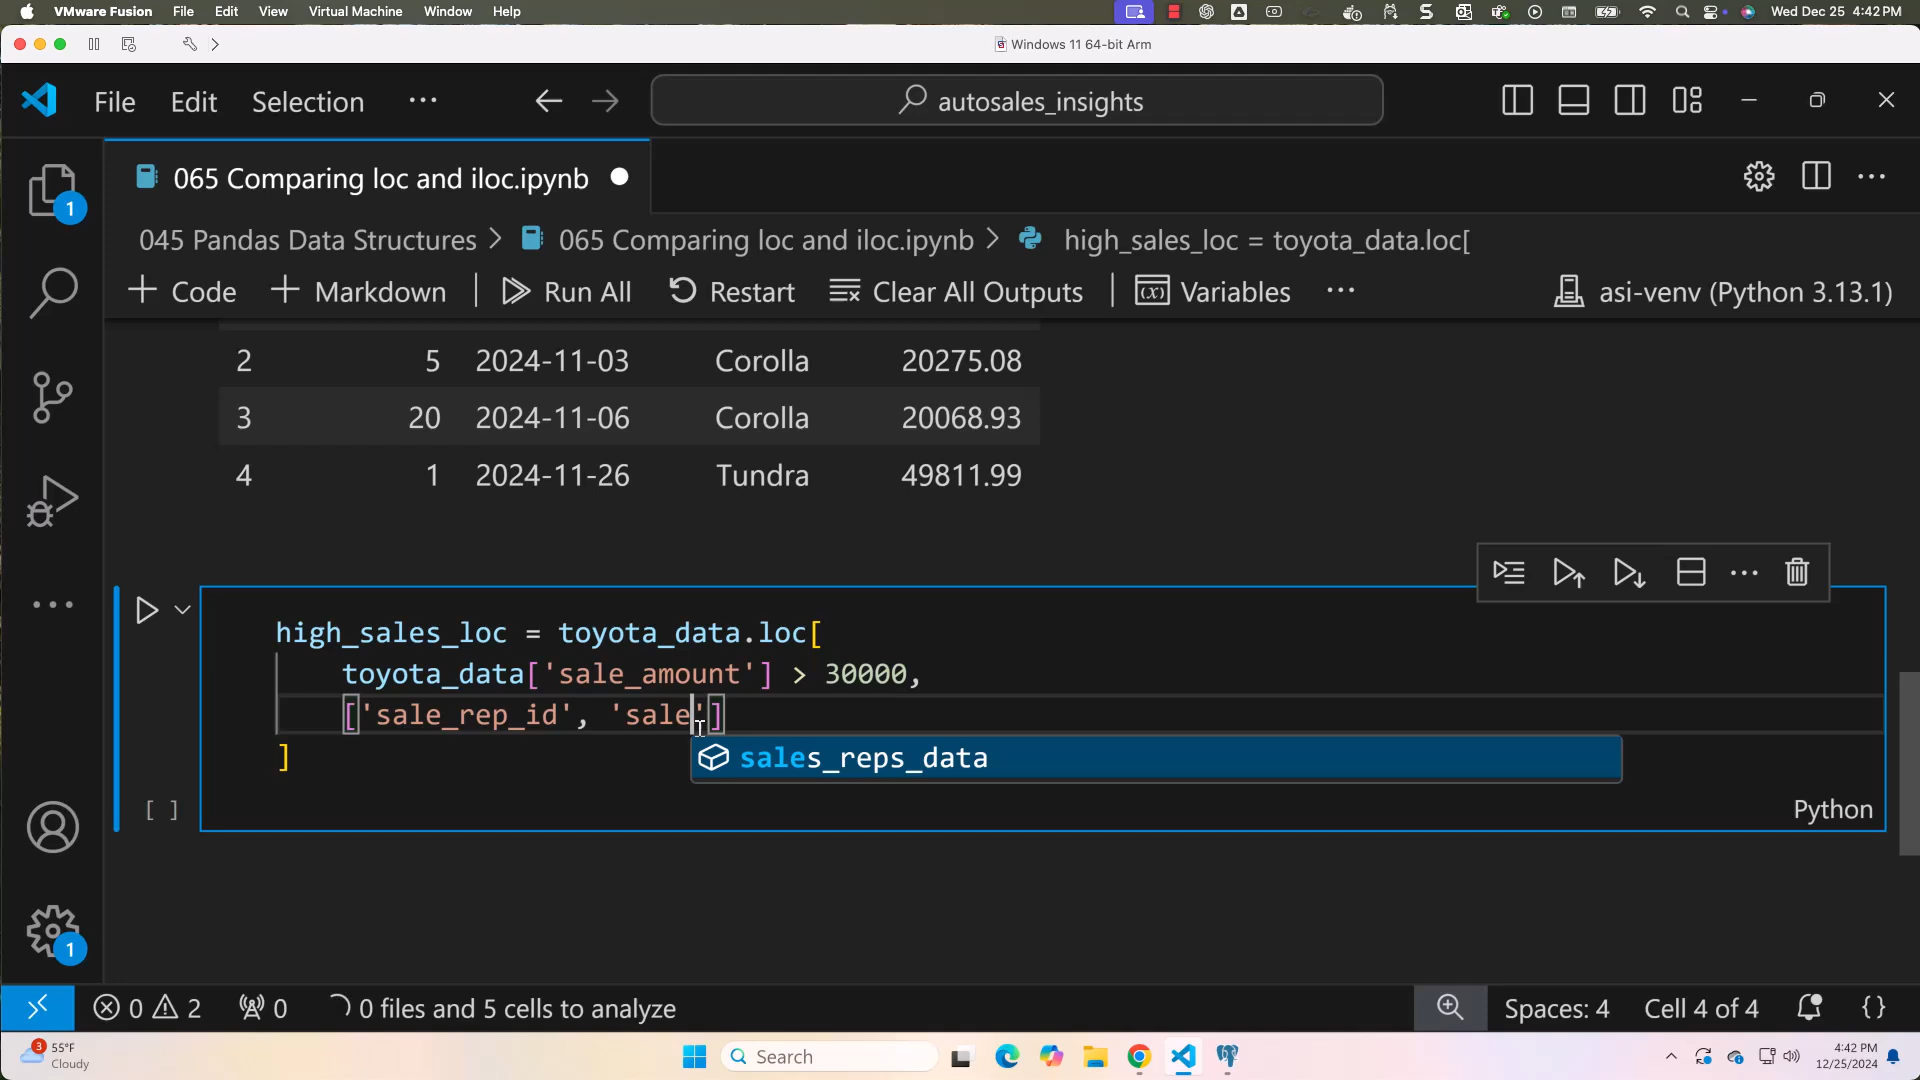 VMware Fusion File Edit View Virtual Machine Window Help Wed Dec 25 4:42 PM
Windows 11 64-bit Arm
File Edit Selection ··· autosales_insights
065 Comparing loc and iloc.ipynb
045 Pandas Data Structures > 065 Comparing loc and iloc.ipynb > high_sales_loc = toyota_data.loc[
+ Code + Markdown Run All Restart Clear All Outputs Variables ··· asi-venv (Python 3.13.1)
2 5 2024-11-03 Corolla 20275.08
3 20 2024-11-06 Corolla 20068.93
4 1 2024-11-26 Tundra 49811.99
high_sales_loc = toyota_data.loc[
toyota_data['sale_amount'] > 30000,
['sale_rep_id', 'sale']
]
sales_reps_data
[ ]
Python
1
1
0 2 0 0 files and 5 cells to analyze Spaces: 4 Cell 4 of 4 {}
3 55°F
Cloudy
Search
4:42 PM
12/25/2024